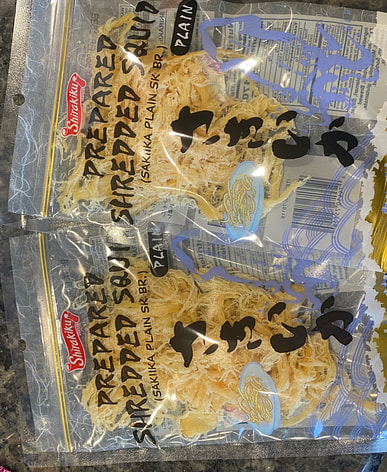 Shirakiku
PREPARED
SHREDDED SQUID
(SAKIIKA PLAIN SK BR.)
PLAIN
さきいか
Shirakiku
PREPARED
SHREDDED SQUI
(SAKIIKA PLAIN SK BR.)
PLAIN
さきいか